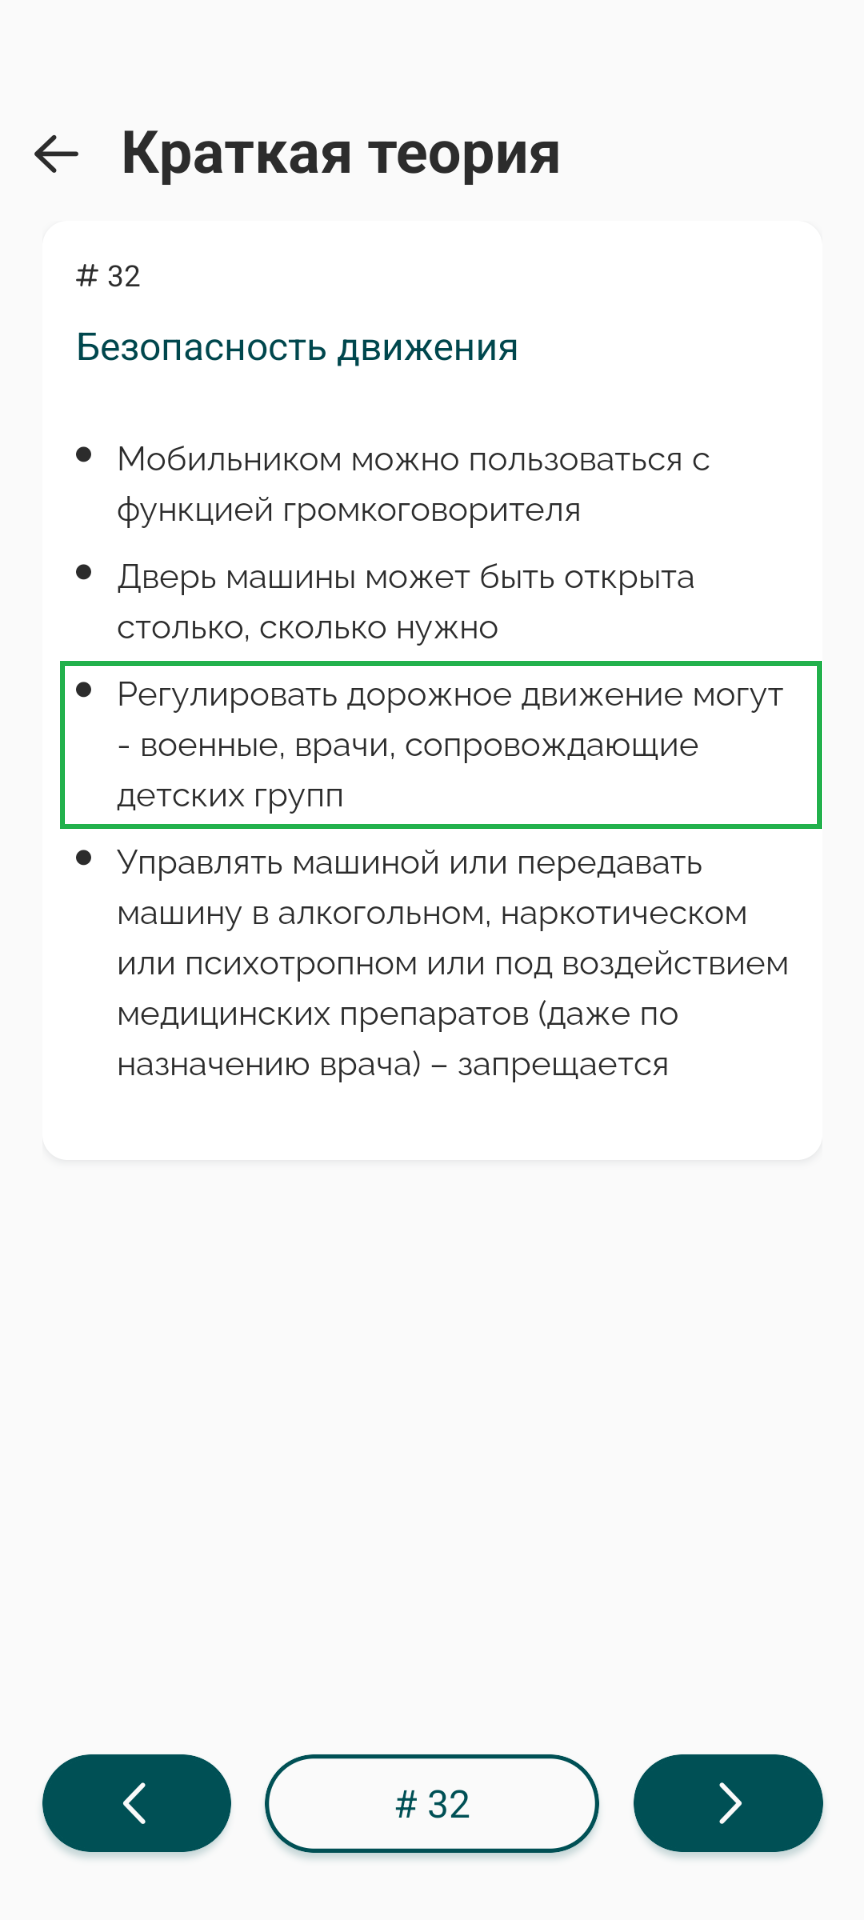 Краткая теория
# 32
Безопасность движения
● Мобильником можно пользоваться с
функцией громкоговорителя
● Дверь машины может быть открыта
столько, сколько нужно
● Регулировать дорожное движение могут
- военные, врачи, сопровождающие
детских групп
● Управлять машиной или передавать
машину в алкогольном, наркотическом
или психотропном или под воздействием
медицинских препаратов (даже по
назначению врача) – запрещается
# 32